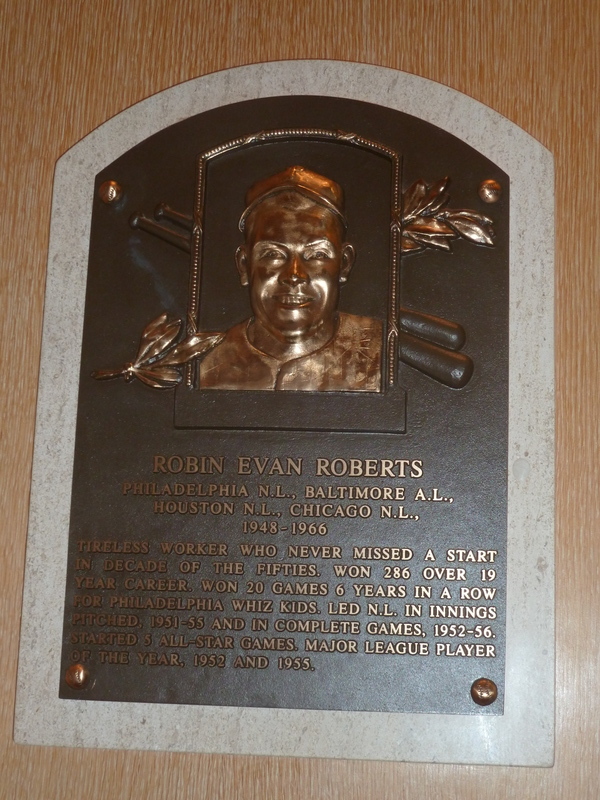 ROBIN EVAN ROBERTS
PHILADELPHIA N.L., BALTIMORE A.L.,
HOUSTON N.L., CHICAGO N.L.,
1948-1966
TIRELESS WORKER WHO NEVER MISSED A START
IN DECADE OF THE FIFTIES. WON 286 OVER 19
YEAR CAREER. WON 20 GAMES 6 YEARS IN A ROW
FOR PHILADELPHIA WHIZ KIDS. LED N.L. IN INNINGS
PITCHED, 1951-55 AND IN COMPLETE GAMES, 1952-56.
STARTED 5 ALL-STAR GAMES. MAJOR LEAGUE PLAYER
OF THE YEAR, 1952 AND 1955.